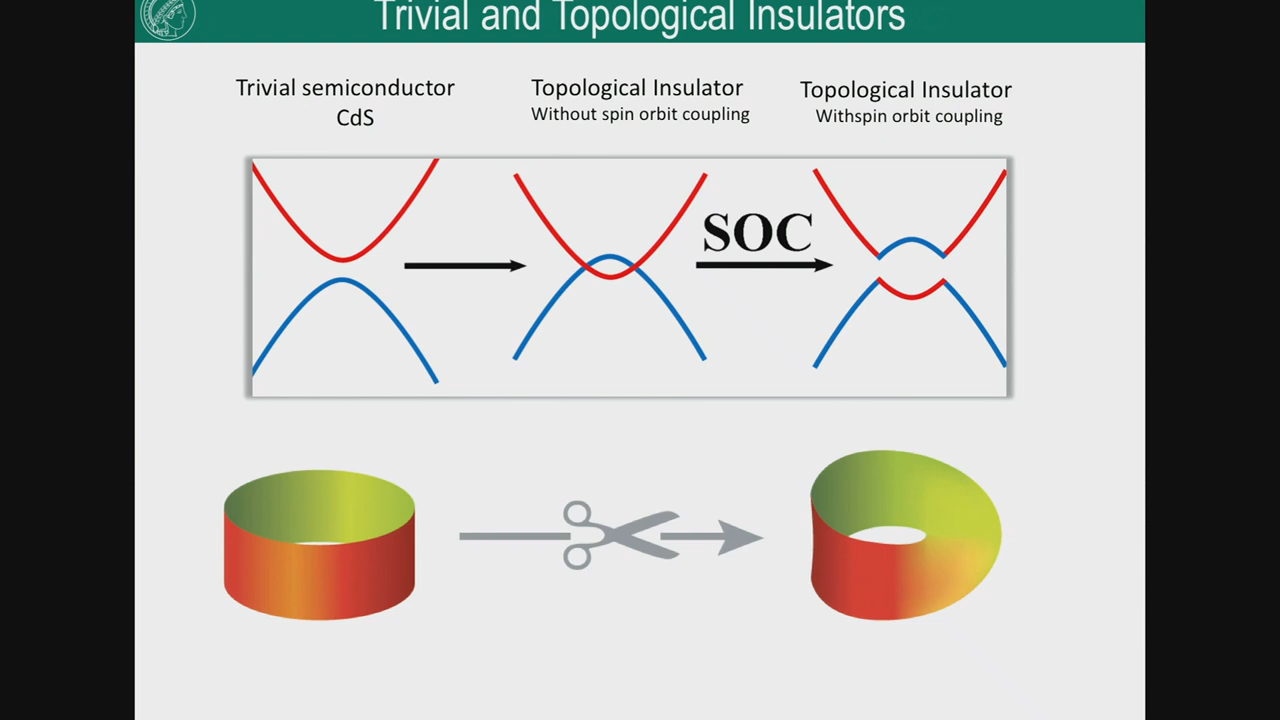 Trivial and Topological Insulators
Trivial semiconductor
CdS
Topological Insulator
Without spin orbit coupling
Topological Insulator
Withspin orbit coupling
SOC